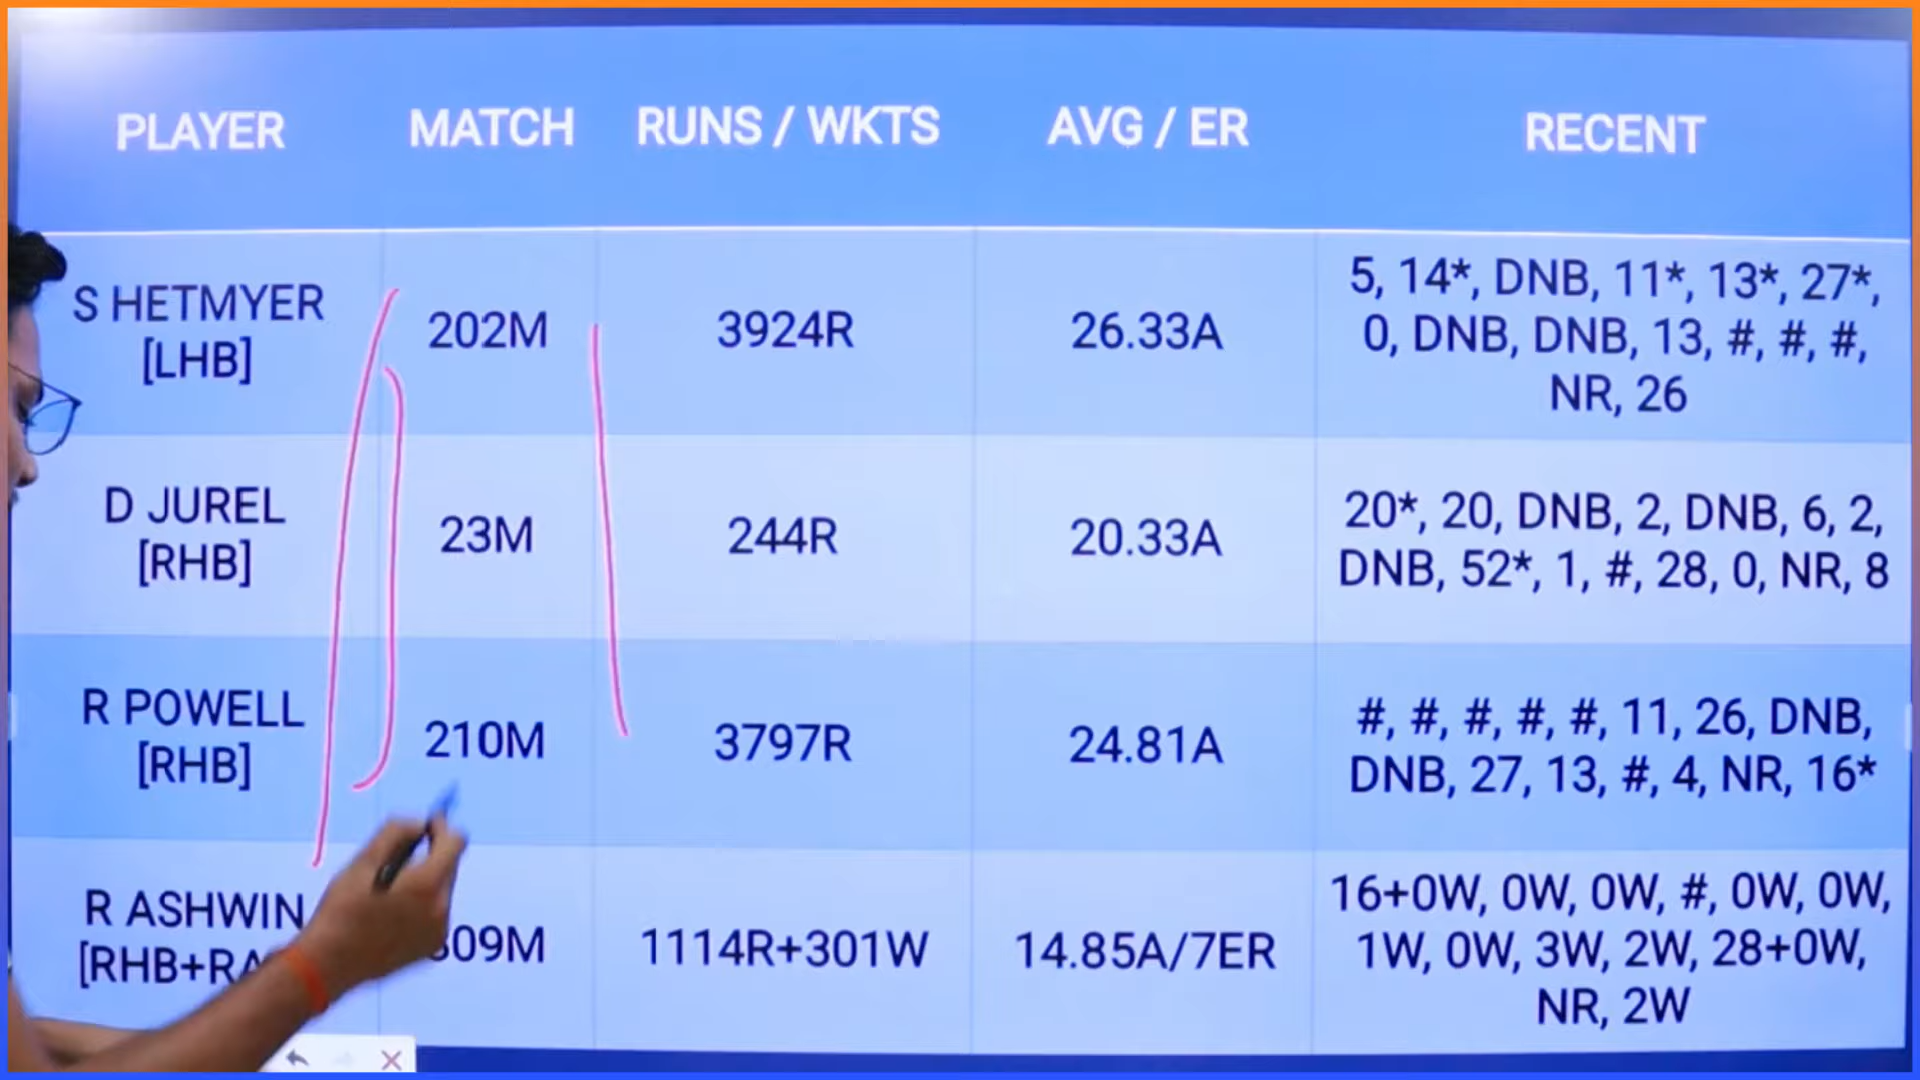 PLAYER MATCH RUNS / WKTS AVG / ER RECENT
S HETMYER
[LHB]
202M
3924R
26.33A
5, 14*, DNB, 11*, 13*, 27*,
0, DNB, DNB, 13, #, #, #,
NR, 26
D JUREL
[RHB]
23M
244R
20.33A
20*, 20, DNB, 2, DNB, 6, 2,
DNB, 52*, 1, #, 28, 0, NR, 8
R POWELL
[RHB]
210M
3797R
24.81A
#, #, #, #, #, 11, 26, DNB,
DNB, 27, 13, #, 4, NR, 16*
R ASHWIN
09M
1114R+301W
14.85A/7ER
16+0W, 0W, 0W, #, 0W, 0W,
1W, 0W, 3W, 2W, 28+0W,
NR, 2W